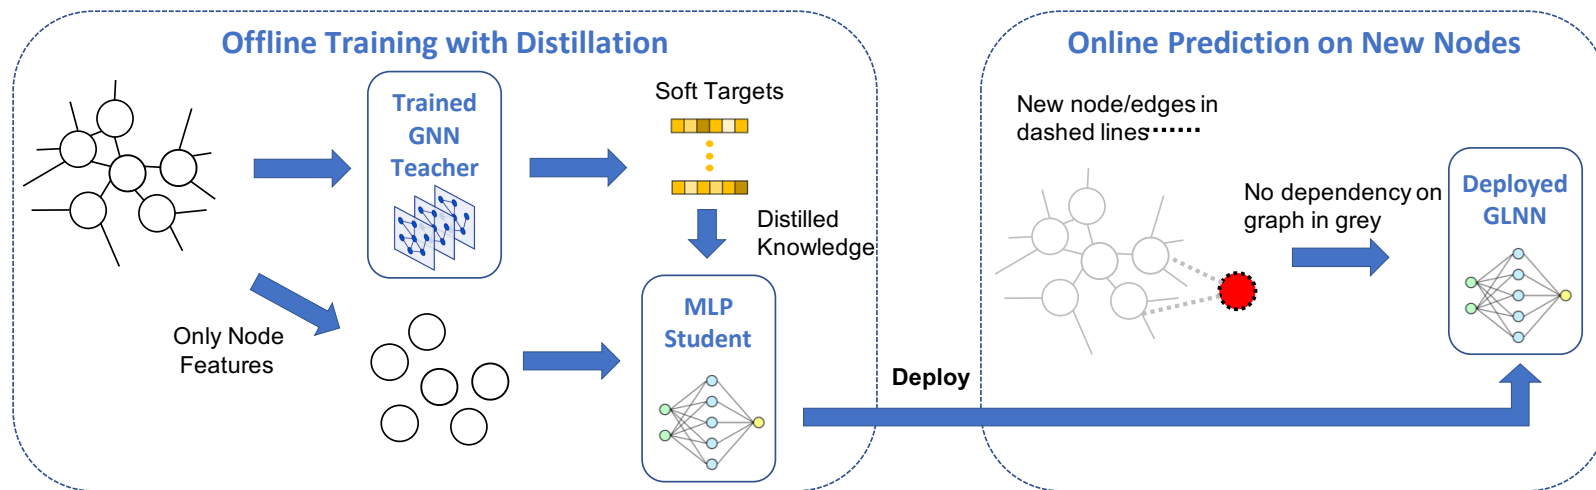 Offline Training with Distillation
Trained
GNN
Teacher
Soft Targets
Distilled
Knowledge
Only Node
Features
MLP
Student
Deploy
Online Prediction on New Nodes
New node/edges in
dashed lines
No dependency on
graph in grey
Deployed
GLNN